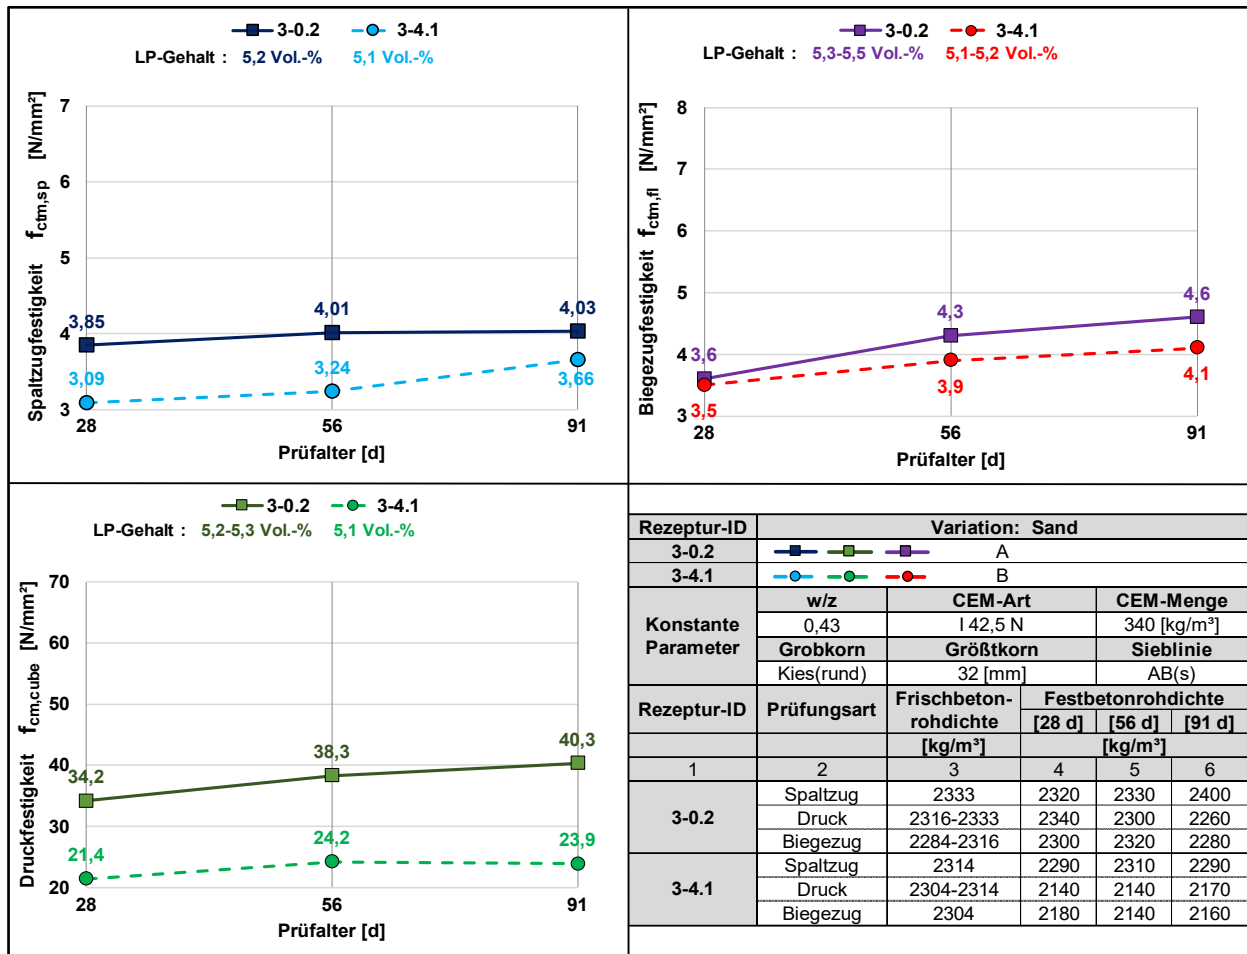 3-0.2 3-4.1
LP-Gehalt : 5,2 Vol.-% 5,1 Vol.-%
Spaltzugfestigkeit f ctm,sp [N/mm²]
7
6
5
4
3
3,85
4,01
4,03
3,09
3,24
3,66
28 56 91
Prüfalter [d]
3-0.2 3-4.1
LP-Gehalt : 5,3-5,5 Vol.-% 5,1-5,2 Vol.-%
Biegezugfestigkeit f ctm,fl [N/mm²]
8
7
6
5
4
3
3,6
4,3
4,6
3,5
3,9
4,1
28 56 91
Prüfalter [d]
3-0.2 3-4.1
LP-Gehalt : 5,2-5,3 Vol.-% 5,1 Vol.-%
Druckfestigkeit f cm,cube [N/mm²]
70
60
50
40
30
20
34,2
38,3
40,3
21,4
24,2
23,9
28 56 91
Prüfalter [d]
Rezeptur-ID Variation: Sand
3-0.2 A
3-4.1 B
Konstante Parameter
w/z CEM-Art CEM-Menge
0,43 I 42,5 N 340 [kg/m³]
Grobkorn Größtkorn Sieblinie
Kies(rund) 32 [mm] AB(s)
Rezeptur-ID Prüfungsart Frischbeton-rohdichte Festbetonrohdichte
[28 d] [56 d] [91 d]
[kg/m³] [kg/m³]
1 2 3 4 5 6
3-0.2
Spaltzug 2333 2320 2330 2400
Druck 2316-2333 2340 2300 2260
Biegezug 2284-2316 2300 2320 2280
3-4.1
Spaltzug 2314 2290 2310 2290
Druck 2304-2314 2140 2140 2170
Biegezug 2304 2180 2140 2160